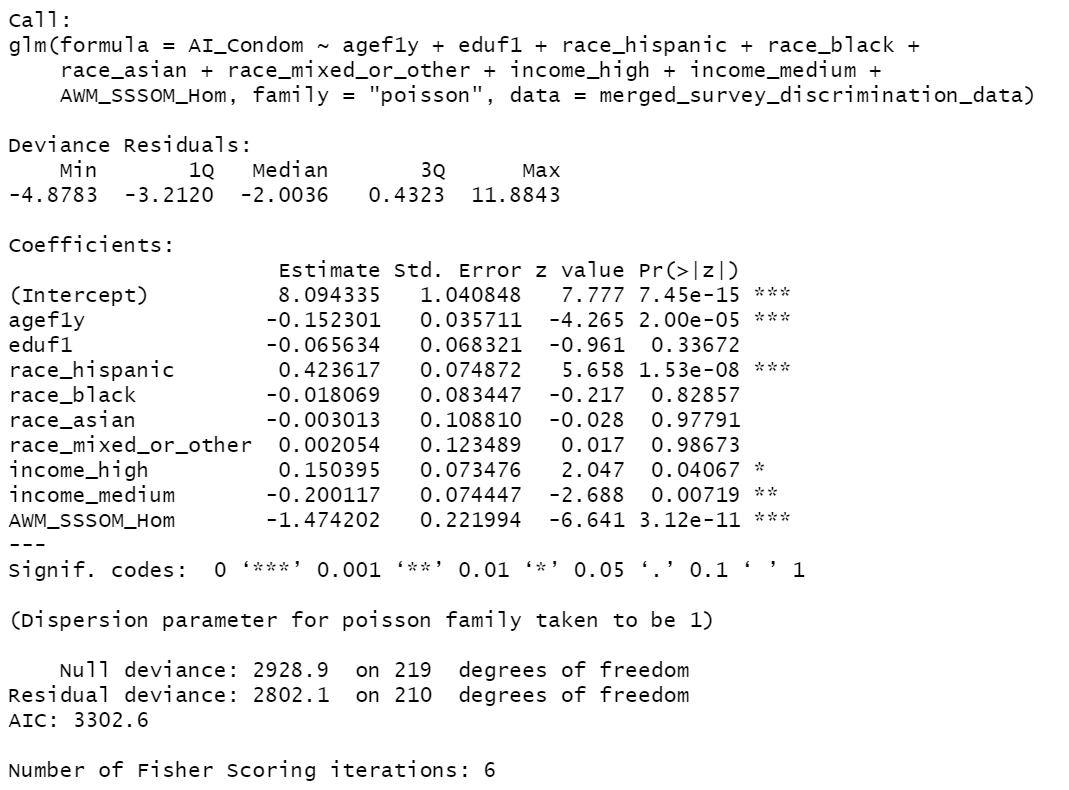 Call:
glm(formula = AI_Condom ~ agef1y + eduf1 + race_hispanic + race_black +
    race_asian + race_mixed_or_other + income_high + income_medium +
    AWM_SSSOM_Hom, family = "poisson", data = merged_survey_discrimination_data)

Deviance Residuals:
    Min       1Q   Median       3Q      Max
-4.8783  -3.2120  -2.0036   0.4323  11.8843

Coefficients:
                     Estimate Std. Error z value Pr(>|z|)
(Intercept)          8.094335   1.040848   7.777 7.45e-15 ***
agef1y              -0.152301   0.035711  -4.265 2.00e-05 ***
eduf1               -0.065634   0.068321  -0.961  0.33672
race_hispanic        0.423617   0.074872   5.658 1.53e-08 ***
race_black          -0.018069   0.083447  -0.217  0.82857
race_asian          -0.003013   0.108810  -0.028  0.97791
race_mixed_or_other  0.002054   0.123489   0.017  0.98673
income_high          0.150395   0.073476   2.047  0.04067 *
income_medium       -0.200117   0.074447  -2.688  0.00719 **
AWM_SSSOM_Hom       -1.474202   0.221994  -6.641 3.12e-11 ***
---
Signif. codes:  0 ‘***’ 0.001 ‘**’ 0.01 ‘*’ 0.05 ‘.’ 0.1 ‘ ’ 1

(Dispersion parameter for poisson family taken to be 1)

    Null deviance: 2928.9  on 219  degrees of freedom
Residual deviance: 2802.1  on 210  degrees of freedom
AIC: 3302.6

Number of Fisher Scoring iterations: 6